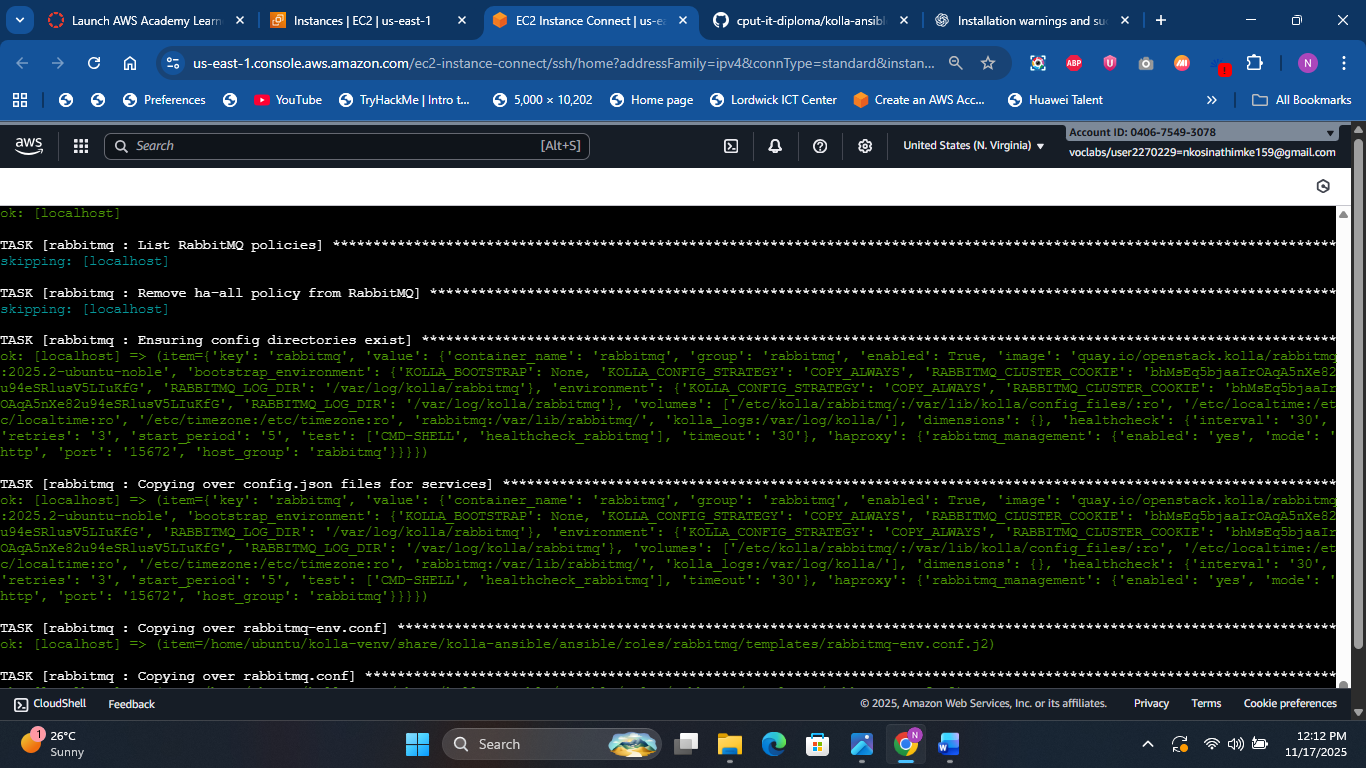 Launch AWS Academy Learn
Instances | EC2 | us-east-1
EC2 Instance Connect | us-ea
cput-it-diploma/kolla-ansibl
Installation warnings and su
us-east-1.console.aws.amazon.com/ec2-instance-connect/ssh/home?addressFamily=ipv4&connType=standard&instan...
ABP
N
Preferences
YouTube
TryHackMe | Intro t...
5,000 × 10,202
Home page
Lordwick ICT Center
Create an AWS Acc...
Huawei Talent
All Bookmarks
aws
Search
[Alt+S]
United States (N. Virginia)
Account ID: 0406-7549-3078
voclabs/user2270229=nkosinathimke159@gmail.com
ok: [localhost]
TASK [rabbitmq : List RabbitMQ policies] ****************************************************************************************************************************
skipping: [localhost]
TASK [rabbitmq : Remove ha-all policy from RabbitMQ] ****************************************************************************************************************
skipping: [localhost]
TASK [rabbitmq : Ensuring config directories exist] *****************************************************************************************************************
ok: [localhost] => (item={'key': 'rabbitmq', 'value': {'container_name': 'rabbitmq', 'group': 'rabbitmq', 'enabled': True, 'image': 'quay.io/openstack.kolla/rabbitmq
:2025.2-ubuntu-noble', 'bootstrap_environment': {'KOLLA_BOOTSTRAP': None, 'KOLLA_CONFIG_STRATEGY': 'COPY_ALWAYS', 'RABBITMQ_CLUSTER_COOKIE': 'bhMsEq5bjaaIrOAqA5nXe82
u94eSRlusV5LIuKfG', 'RABBITMQ_LOG_DIR': '/var/log/kolla/rabbitmq'}, 'environment': {'KOLLA_CONFIG_STRATEGY': 'COPY_ALWAYS', 'RABBITMQ_CLUSTER_COOKIE': 'bhMsEq5bjaaIr
OAqA5nXe82u94eSRlusV5LIuKfG', 'RABBITMQ_LOG_DIR': '/var/log/kolla/rabbitmq'}, 'volumes': ['/etc/kolla/rabbitmq/:/var/lib/kolla/config_files/:ro', '/etc/localtime:/et
c/localtime:ro', '/etc/timezone:/etc/timezone:ro', 'rabbitmq:/var/lib/rabbitmq/', 'kolla_logs:/var/log/kolla/'], 'dimensions': {}, 'healthcheck': {'interval': '30',
'retries': '3', 'start_period': '5', 'test': ['CMD-SHELL', 'healthcheck_rabbitmq'], 'timeout': '30'}, 'haproxy': {'rabbitmq_management': {'enabled': 'yes', 'mode': '
http', 'port': '15672', 'host_group': 'rabbitmq'}}}})
TASK [rabbitmq : Copying over config.json files for services] *******************************************************************************************************
ok: [localhost] => (item={'key': 'rabbitmq', 'value': {'container_name': 'rabbitmq', 'group': 'rabbitmq', 'enabled': True, 'image': 'quay.io/openstack.kolla/rabbitmq
:2025.2-ubuntu-noble', 'bootstrap_environment': {'KOLLA_BOOTSTRAP': None, 'KOLLA_CONFIG_STRATEGY': 'COPY_ALWAYS', 'RABBITMQ_CLUSTER_COOKIE': 'bhMsEq5bjaaIrOAqA5nXe82
u94eSRlusV5LIuKfG', 'RABBITMQ_LOG_DIR': '/var/log/kolla/rabbitmq'}, 'environment': {'KOLLA_CONFIG_STRATEGY': 'COPY_ALWAYS', 'RABBITMQ_CLUSTER_COOKIE': 'bhMsEq5bjaaIr
OAqA5nXe82u94eSRlusV5LIuKfG', 'RABBITMQ_LOG_DIR': '/var/log/kolla/rabbitmq'}, 'volumes': ['/etc/kolla/rabbitmq/:/var/lib/kolla/config_files/:ro', '/etc/localtime:/et
c/localtime:ro', '/etc/timezone:/etc/timezone:ro', 'rabbitmq:/var/lib/rabbitmq/', 'kolla_logs:/var/log/kolla/'], 'dimensions': {}, 'healthcheck': {'interval': '30',
'retries': '3', 'start_period': '5', 'test': ['CMD-SHELL', 'healthcheck_rabbitmq'], 'timeout': '30'}, 'haproxy': {'rabbitmq_management': {'enabled': 'yes', 'mode': '
http', 'port': '15672', 'host_group': 'rabbitmq'}}}})
TASK [rabbitmq : Copying over rabbitmq-env.conf] ********************************************************************************************************************
ok: [localhost] => (item=/home/ubuntu/kolla-venv/share/kolla-ansible/ansible/roles/rabbitmq/templates/rabbitmq-env.conf.j2)
TASK [rabbitmq : Copying over rabbitmq.conf] ************************************************************************************************************************
CloudShell
Feedback
© 2025, Amazon Web Services, Inc. or its affiliates.
Privacy
Terms
Cookie preferences
1
26°C
Sunny
Search
N
12:12 PM
11/17/2025